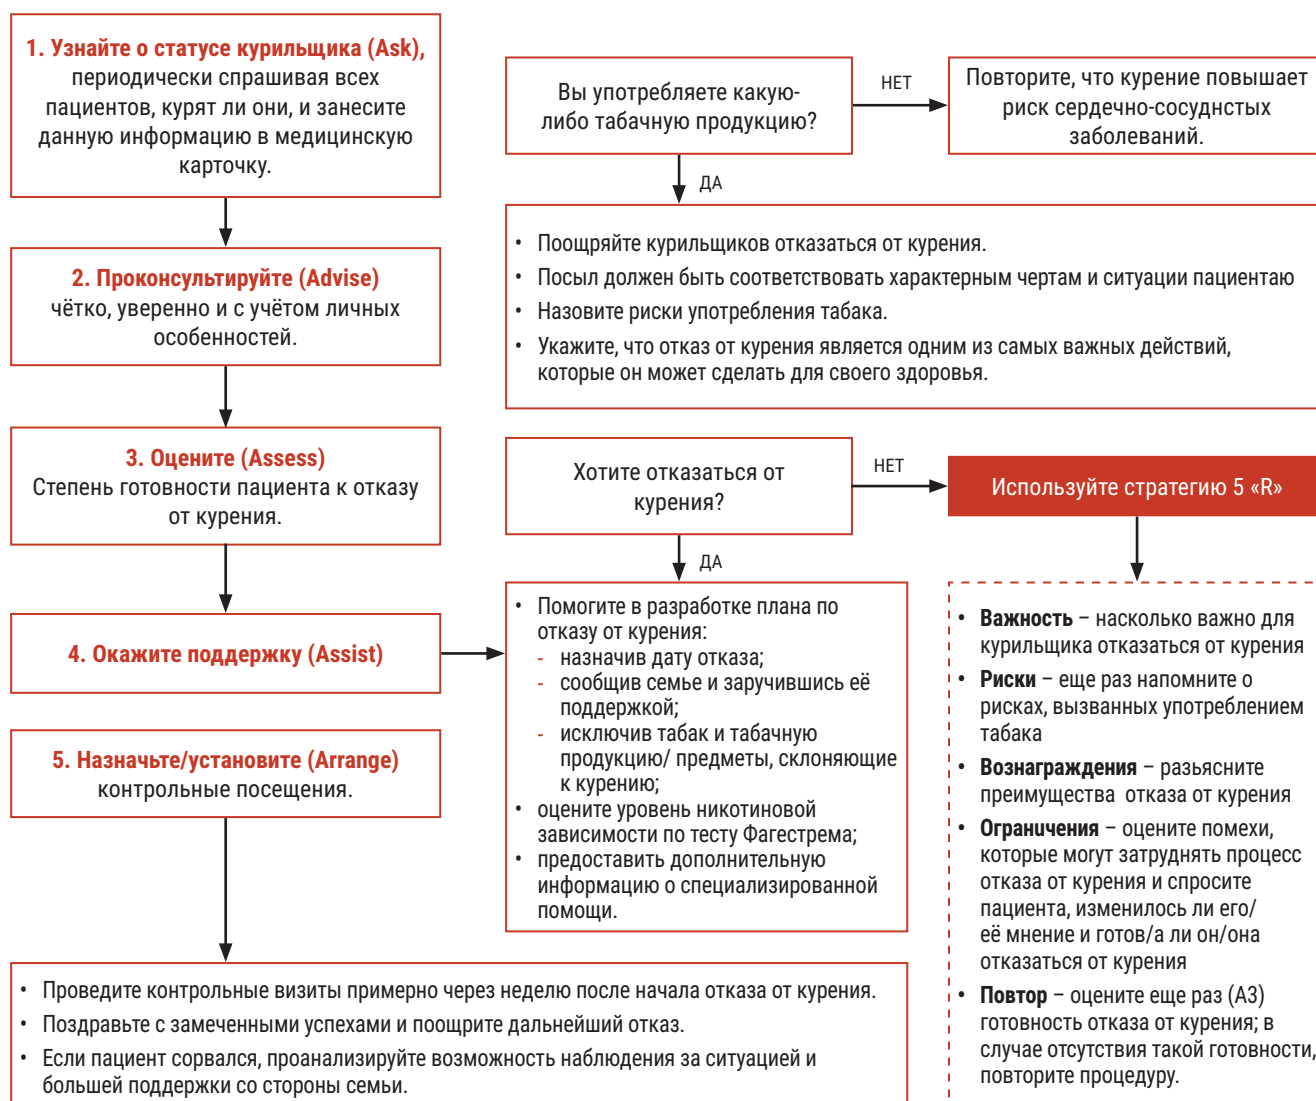 1. Узнайте о статусе курильщика (Ask),
периодически спрашивая всех
пациентов, курят ли они, и занесите
данную информацию в медицинскую
карточку.
Вы употребляете какую-
либо табачную продукцию?
НЕТ
Повторите, что курение повышает
риск сердечно-сосуднстых
заболеваний.
ДА
2. Проконсультируйте (Advise)
чётко, уверенно и с учётом личных
особенностей.
• Поощряйте курильщиков отказаться от курения.
• Посыл должен быть соответствовать характерным чертам и ситуации пациентаю
• Назовите риски употребления табака.
• Укажите, что отказ от курения является одним из самых важных действий,
которые он может сделать для своего здоровья.
3. Оцените (Assess)
Степень готовности пациента к отказу
от курения.
Хотите отказаться от
курения?
НЕТ
Используйте стратегию 5 «R»
ДА
4. Окажите поддержку (Assist)
• Помогите в разработке плана по
отказу от курения:
- назначив дату отказа;
- сообщив семье и заручившись её
поддержкой;
- исключив табак и табачную
продукцию/ предметы, склоняющие
к курению;
• оцените уровень никотиновой
зависимости по тесту Фагестрема;
• предоставить дополнительную
информацию о специализированной
помощи.
• Важность – насколько важно для
курильщика отказаться от курения
• Риски – еще раз напомните о
рисках, вызванных употреблением
табака
• Вознаграждения – разьясните
преимущества отказа от курения
• Огранuчения – оцените помехи,
которые могут затруднять процесс
отказа от курения и спросите
пациента, изменилось ли его/
её мнение и готов/а ли он/она
отказаться от курения
• Повтор – оцените еще раз (А3)
готовность отказа от курения; в
случае отсутствия такой готовности,
повторите процедуру.
5. Назначьте/установите (Arrange)
контрольные посещения.
• Проведите контрольные визиты примерно через неделю после начала отказа от курения.
• Поздравьте с замеченными успехами и поощрите дальнейший отказ.
• Если пациент сорвался, проанализируйте возможность наблюдения за ситуацией и
большей поддержки со стороны семьи.